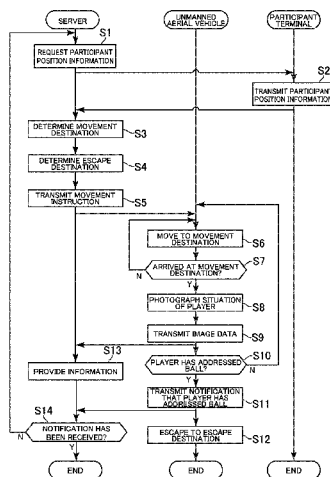 SERVER
UNMANNED
AERIAL VEHICLE
PARTICIPANT
TERMINAL
S1
REQUEST PARTICIPANT
POSITION INFORMATION
S2
TRANSMIT PARTICIPANT
POSITION INFORMATION
DETERMINE MOVEMENT
DESTINATION
S3
DETERMINE ESCAPE
DESTINATION
S4
TRANSMIT MOVEMENT
INSTRUCTION
S5
MOVE TO MOVEMENT
DESTINATION
S6
S7
ARRIVED AT MOVEMENT
DESTINATION?
N
Y
PHOTOGRAPH SITUATION
OF PLAYER
S8
TRANSMIT IMAGE DATA
S9
S10
PLAYER HAS ADDRESSED
BALL?
N
Y
S13
PROVIDE INFORMATION
TRANSMIT NOTIFICATION
THAT PLAYER HAS
ADDRESSED BALL
S11
S14
NOTIFICATION HAS
BEEN RECEIVED?
N
Y
ESCAPE TO ESCAPE
DESTINATION
S12
END
END
END